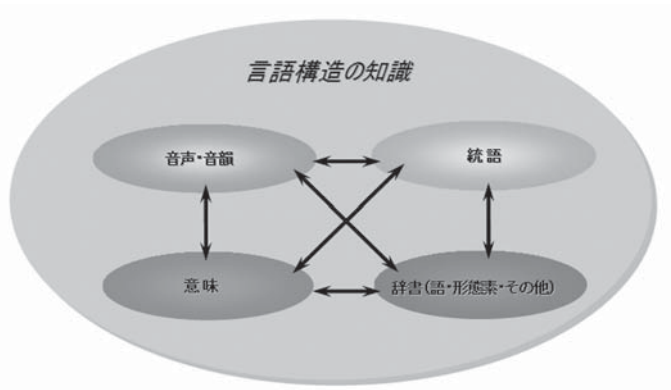 言語構造の知識
音声・音韻
統語
意味
辞書(語・形態素・その他)